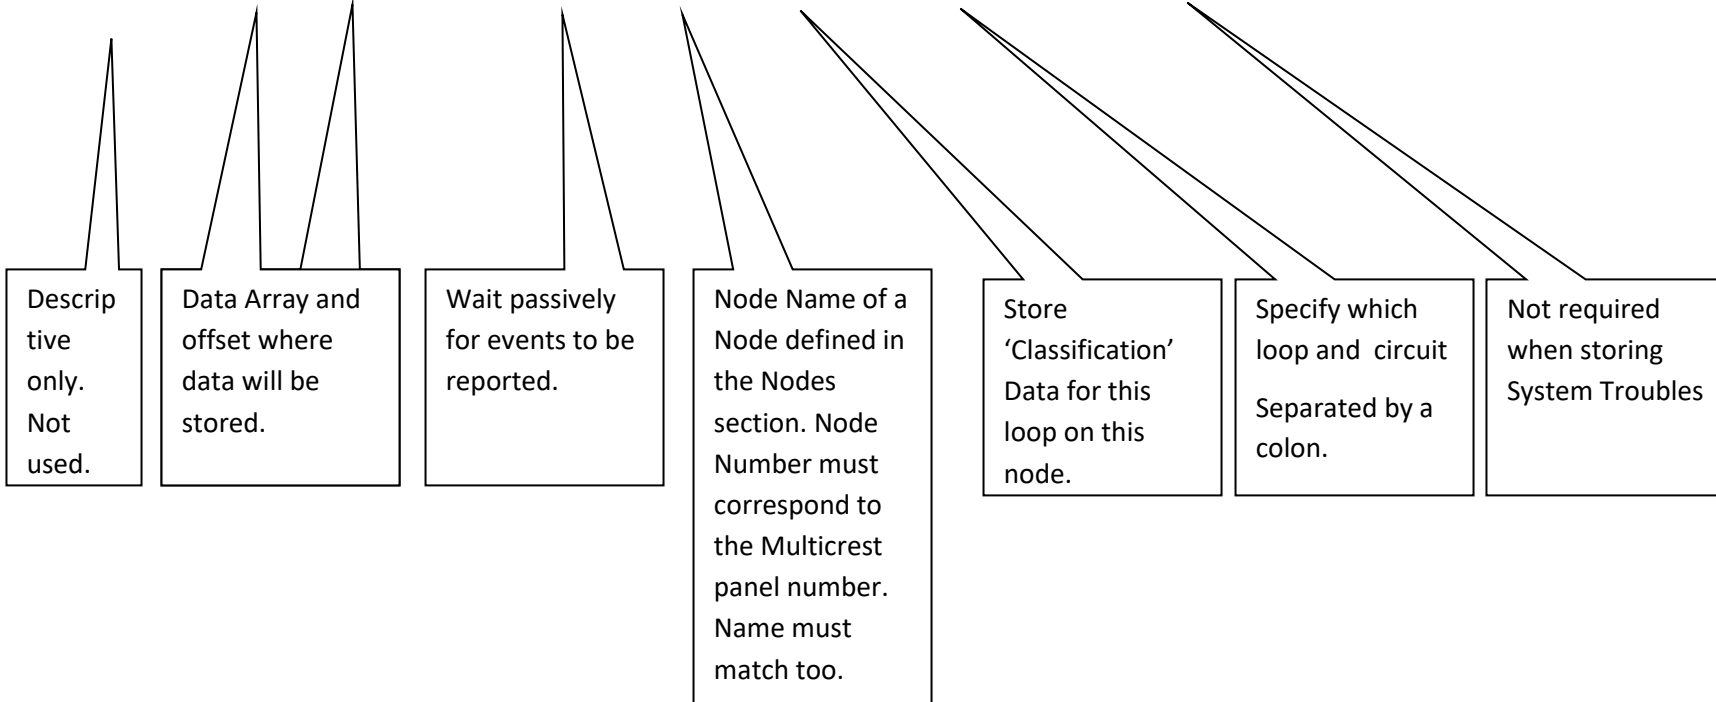 Descrip
tive
only.
Not
used.
Data Array and
offset where
data will be
stored.
Wait passively
for events to be
reported.
Node Name of a
Node defined in
the Nodes
section. Node
Number must
correspond to
the Multicrest
panel number.
Name must
match too.
Store
‘Classification’
Data for this
loop on this
node.
Specify which
loop and  circuit
Separated by a
colon.
Not required
when storing
System Troubles